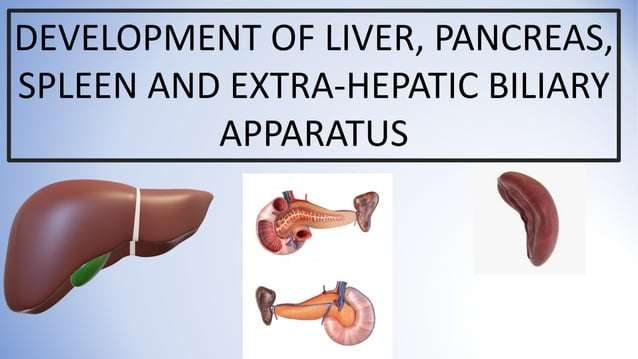 DEVELOPMENT OF LIVER, PANCREAS,
SPLEEN AND EXTRA-HEPATIC BILIARY
APPARATUS